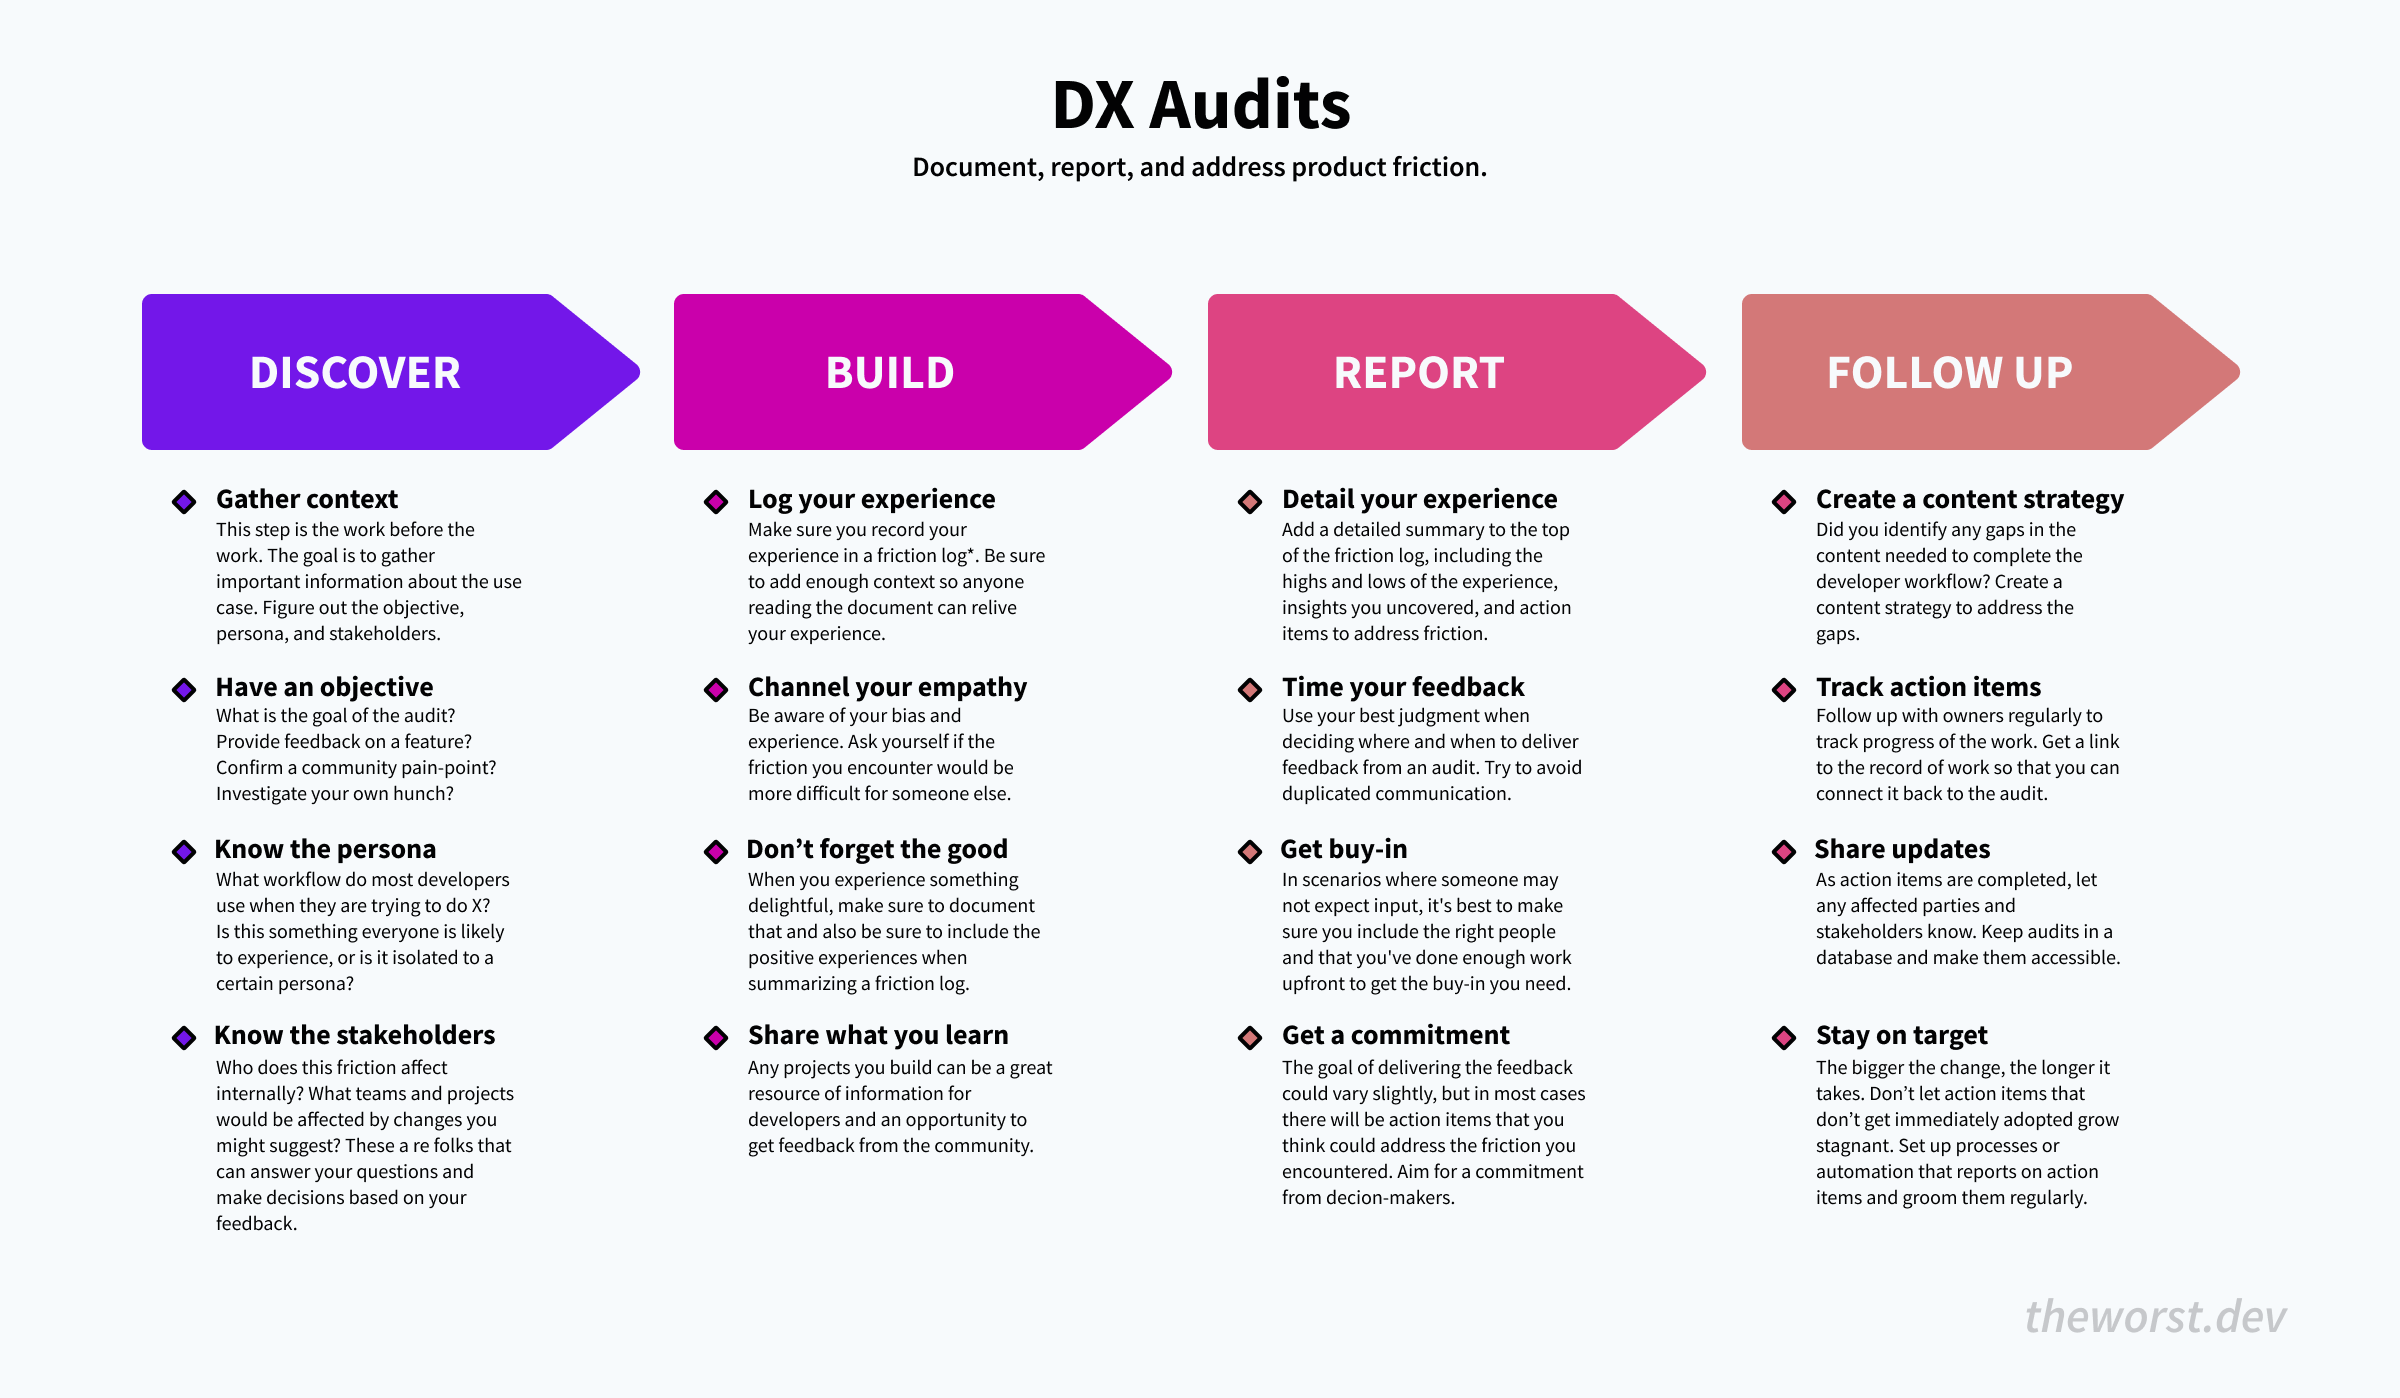 DX Audits
Document, report, and address product friction.
DISCOVER
Gather context
This step is the work before the
work. The goal is to gather
important information about the use
case. Figure out the objective,
persona, and stakeholders.
Have an objective
What is the goal of the audit?
Provide feedback on a feature?
Confirm a community pain-point?
Investigate your own hunch?
Know the persona
What workflow do most developers
use when they are trying to do X?
Is this something everyone is likely
to experience, or is it isolated to a
certain persona?
Know the stakeholders
Who does this friction affect
internally? What teams and projects
would be affected by changes you
might suggest? These a re folks that
can answer your questions and
make decisions based on your
feedback.
BUILD
Log your experience
Make sure you record your
experience in a friction log*. Be sure
to add enough context so anyone
reading the document can relive
your experience.
Channel your empathy
Be aware of your bias and
experience. Ask yourself if the
friction you encounter would be
more difficult for someone else.
Don’t forget the good
When you experience something
delightful, make sure to document
that and also be sure to include the
positive experiences when
summarizing a friction log.
Share what you learn
Any projects you build can be a great
resource of information for
developers and an opportunity to
get feedback from the community.
REPORT
Detail your experience
Add a detailed summary to the top
of the friction log, including the
highs and lows of the experience,
insights you uncovered, and action
items to address friction.
Time your feedback
Use your best judgment when
deciding where and when to deliver
feedback from an audit. Try to avoid
duplicated communication.
Get buy-in
In scenarios where someone may
not expect input, it's best to make
sure you include the right people
and that you've done enough work
upfront to get the buy-in you need.
Get a commitment
The goal of delivering the feedback
could vary slightly, but in most cases
there will be action items that you
think could address the friction you
encountered. Aim for a commitment
from decion-makers.
FOLLOW UP
Create a content strategy
Did you identify any gaps in the
content needed to complete the
developer workflow? Create a
content strategy to address the
gaps.
Track action items
Follow up with owners regularly to
track progress of the work. Get a link
to the record of work so that you can
connect it back to the audit.
Share updates
As action items are completed, let
any affected parties and
stakeholders know. Keep audits in a
database and make them accessible.
Stay on target
The bigger the change, the longer it
takes. Don’t let action items that
don’t get immediately adopted grow
stagnant. Set up processes or
automation that reports on action
items and groom them regularly.
theworst.dev